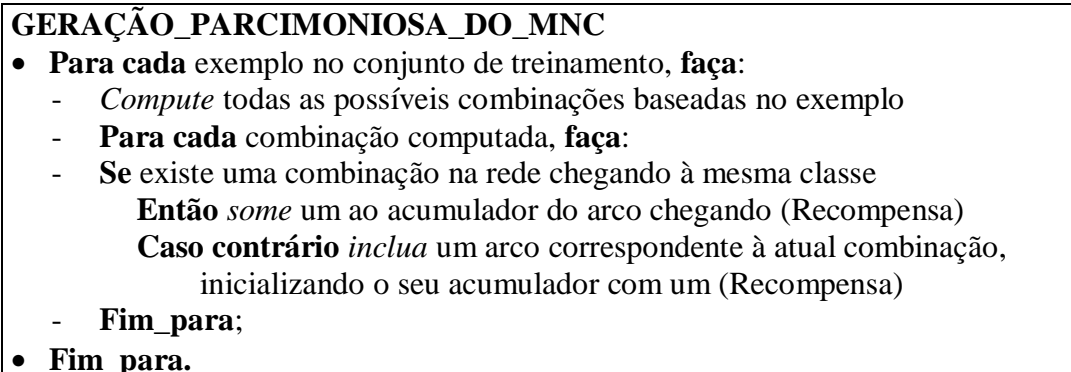 GERAÇÃO_PARCIMONIOSA_DO_MNC
• Para cada exemplo no conjunto de treinamento, faça:
- Compute todas as possíveis combinações baseadas no exemplo
- Para cada combinação computada, faça:
- Se existe uma combinação na rede chegando à mesma classe
Então some um ao acumulador do arco chegando (Recompensa)
Caso contrário inclua um arco correspondente à atual combinação,
inicializando o seu acumulador com um (Recompensa)
- Fim_para;
• Fim_para.